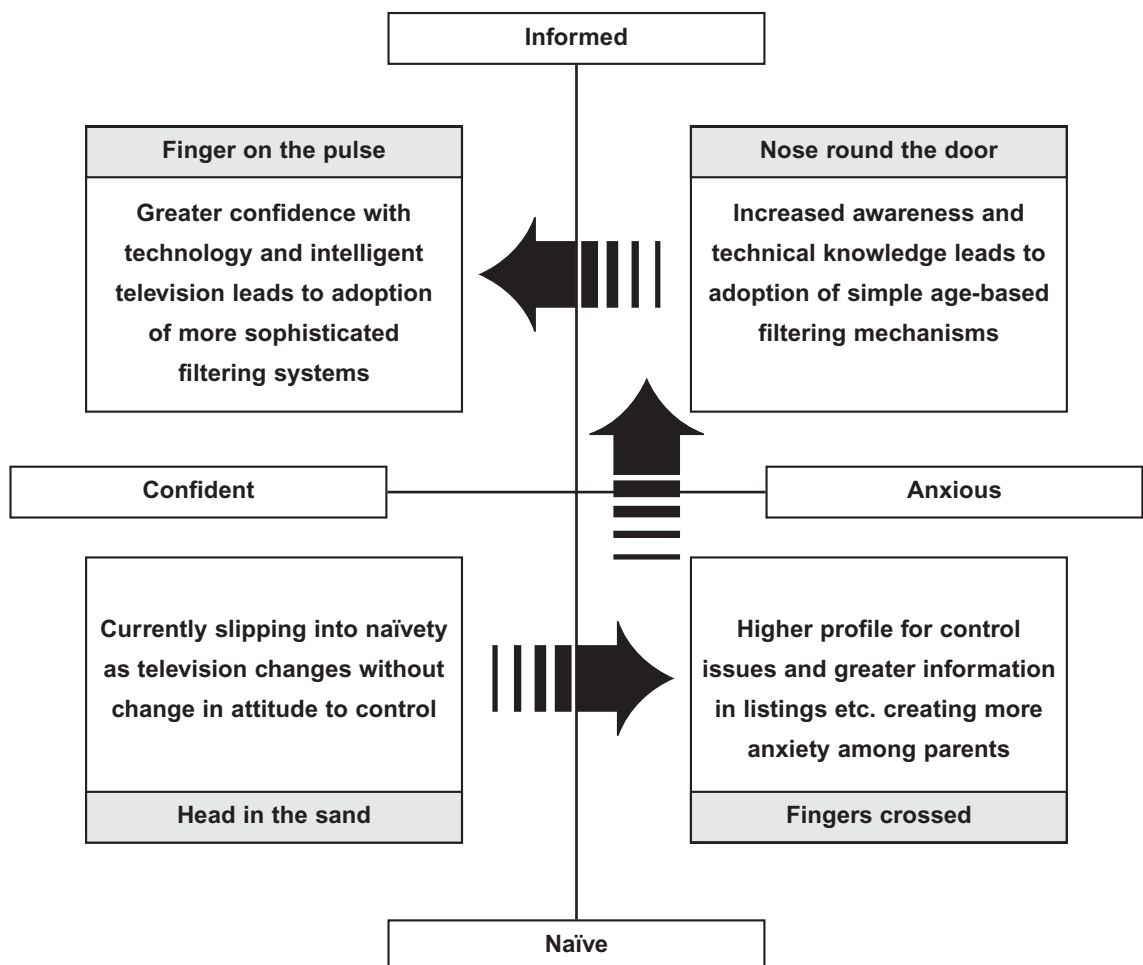 Informed
Finger on the pulse
Greater confidence with
technology and intelligent
television leads to adoption
of more sophisticated
filtering systems
Nose round the door
Increased awareness and
technical knowledge leads to
adoption of simple age-based
filtering mechanisms
Confident
Anxious
Currently slipping into naïvety
as television changes without
change in attitude to control
Head in the sand
Higher profile for control
issues and greater information
in listings etc. creating more
anxiety among parents
Fingers crossed
Naïve